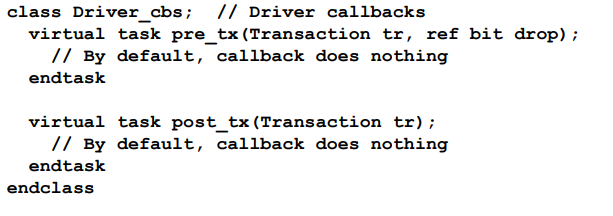 class Driver_cbs;  // Driver callbacks
  virtual task pre_tx(Transaction tr, ref bit drop);
    // By default, callback does nothing
  endtask

  virtual task post_tx(Transaction tr);
    // By default, callback does nothing
  endtask
endclass